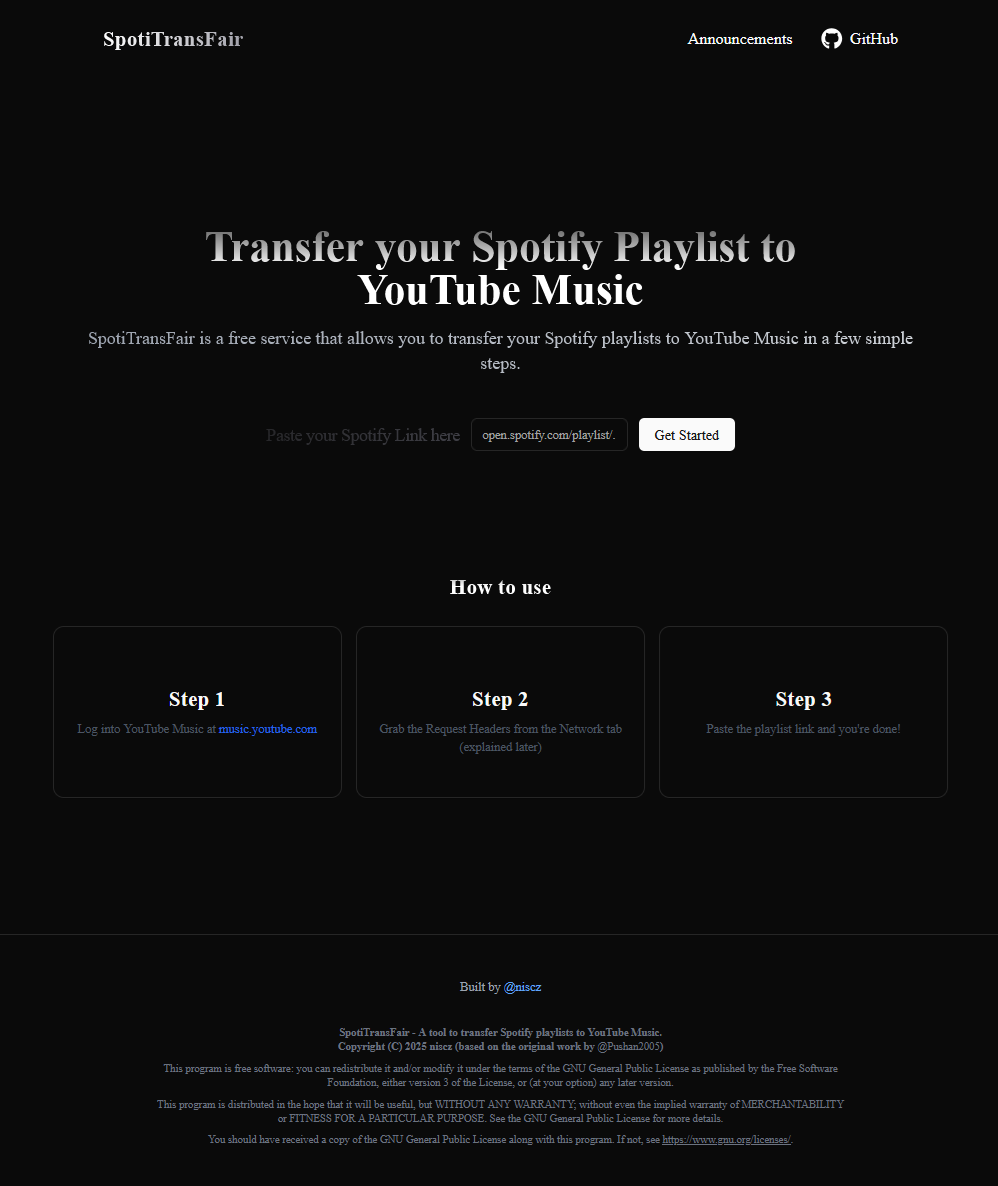 SpotiTransFair
Announcements
GitHub
Transfer your Spotify Playlist to
YouTube Music
SpotiTransFair is a free service that allows you to transfer your Spotify playlists to YouTube Music in a few simple
steps.
Paste your Spotify Link here
open.spotify.com/playlist/.
Get Started
How to use
Step 1
Log into YouTube Music at music.youtube.com
Step 2
Grab the Request Headers from the Network tab
(explained later)
Step 3
Paste the playlist link and you're done!
Built by @niscz
SpotiTransFair - A tool to transfer Spotify playlists to YouTube Music.
Copyright (C) 2025 niscz (based on the original work by @Pushan2005)
This program is free software: you can redistribute it and/or modify it under the terms of the GNU General Public License as published by the Free Software
Foundation, either version 3 of the License, or (at your option) any later version.
This program is distributed in the hope that it will be useful, but WITHOUT ANY WARRANTY; without even the implied warranty of MERCHANTABILITY
or FITNESS FOR A PARTICULAR PURPOSE. See the GNU General Public License for more details.
You should have received a copy of the GNU General Public License along with this program. If not, see https://www.gnu.org/licenses/.